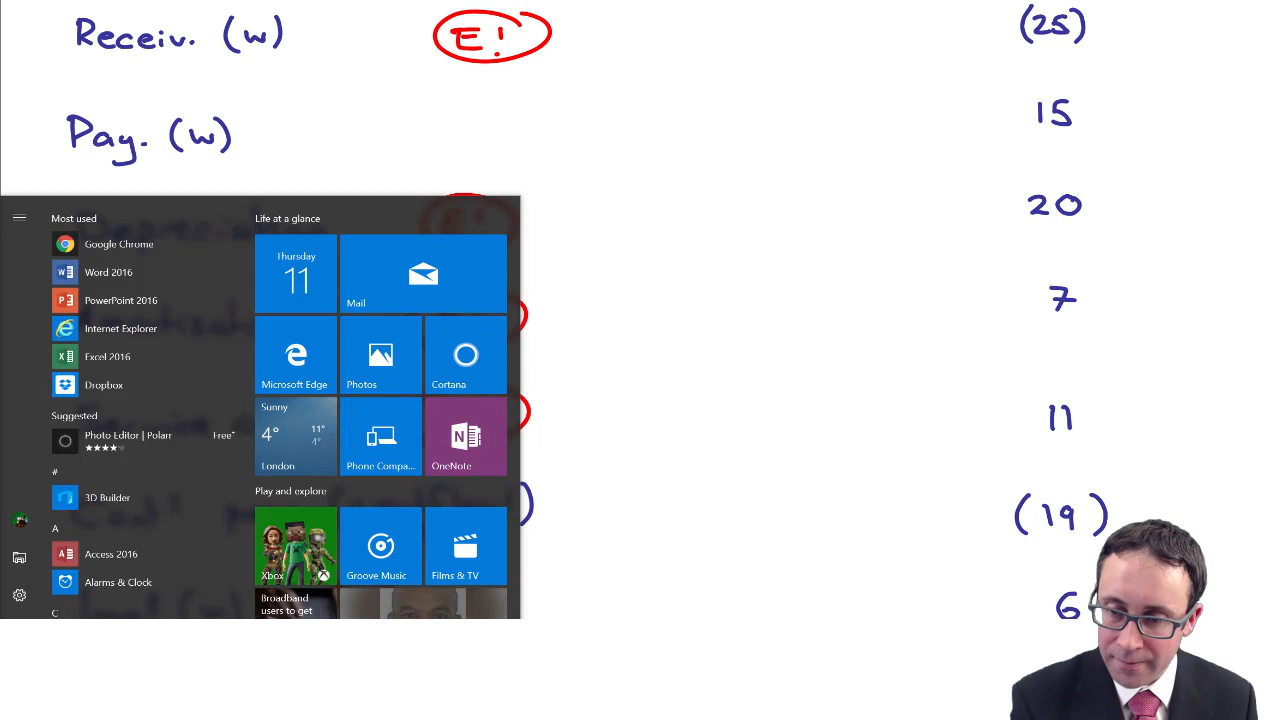 Receiv. (w) E! (25)
Pay. (w) 15
Depreciation E! 20
7
11
(19)
6
Most used
Google Chrome
Word 2016
PowerPoint 2016
Internet Explorer
Excel 2016
Dropbox
Suggested
Photo Editor | Polarr Free+
#
3D Builder
A
Access 2016
Alarms & Clock
C
Life at a glance
Thursday
11
Mail
Microsoft Edge
Photos
Cortana
Sunny
4° 11°
4°
London
Phone Compa...
OneNote
Play and explore
Xbox
Groove Music
Films & TV
Broadband
users to get